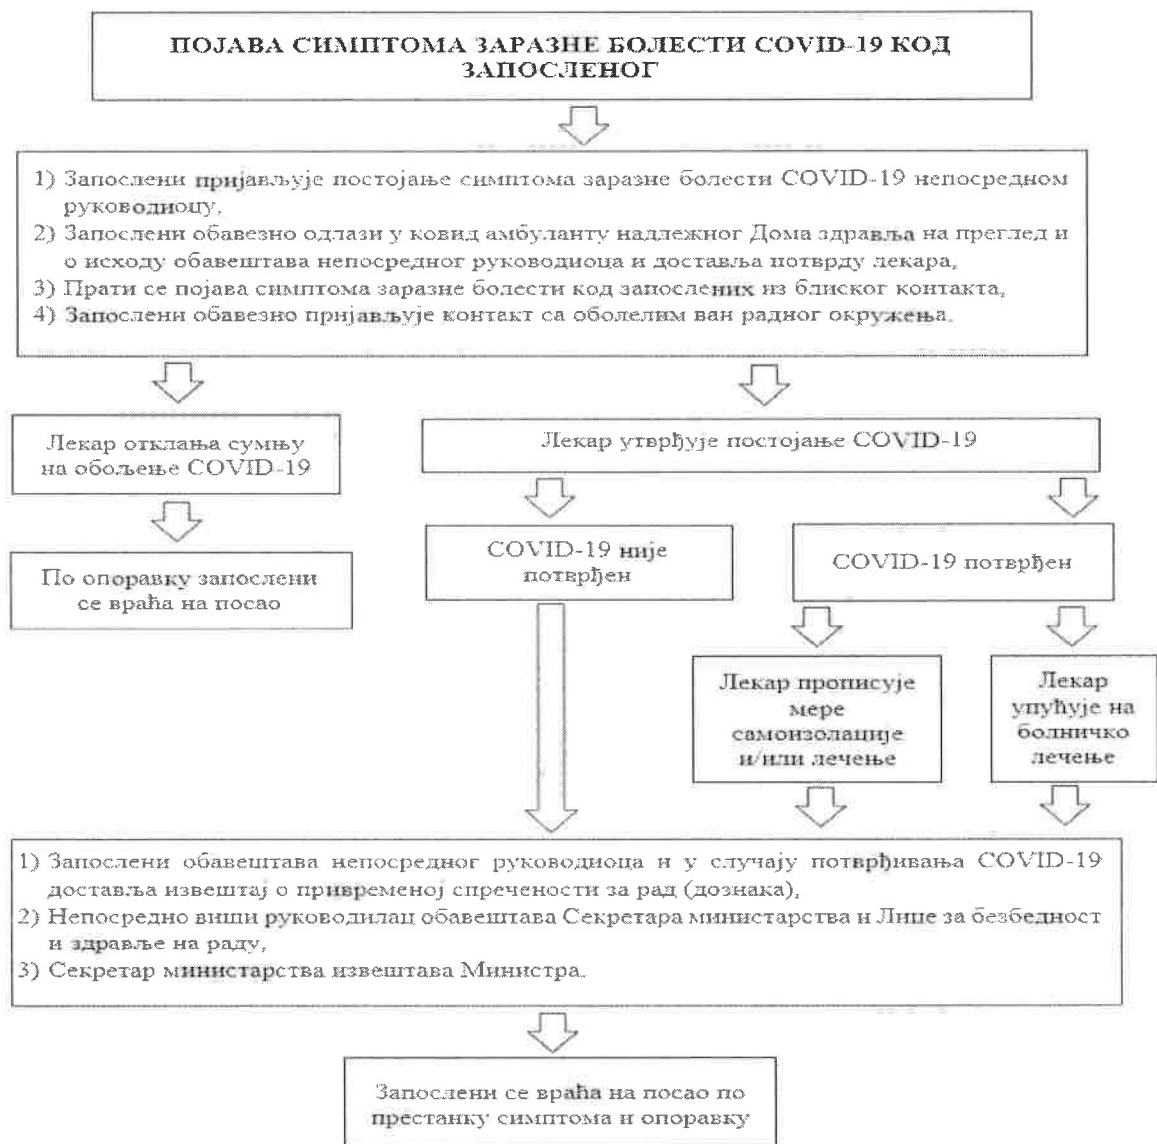 ПОЈАВА СИМПТОМА ЗАРАЗНЕ БОЛЕСТИ COVID-19 КОД
ЗАПОСЛЕНОГ
1) Запослени пријављује постојање симптома заразне болести COVID-19 непосредном
руководиоцу,
2) Запослени обавезно одлази у ковид амбуланту надлежног Дома здравља на преглед и
о исходу обавештава непосредног руководиоца и доставља потврду лекара,
3) Прати се појава симптома заразне болести код запослених из блиског контакта,
4) Запослени обавезно пријављује контакт са оболелим ван радног окружења.
Лекар отклања сумњу
на обољење COVID-19
Лекар утврђује постојање COVID-19
По опоравку запослени
се враћа на посао
COVID-19 није
потврђен
COVID-19 потврђен
Лекар прописује
мере
самоизолације
и/или лечење
Лекар
упућује на
болничко
лечење
1) Запослени обавештава непосредног руководиоца и у случају потврђивања COVID-19
доставља извештај о привременој спречености за рад (дознака),
2) Непосредно виши руководилац обавештава Секретара министарства и Лице за безбедност
и здравље на раду,
3) Секретар министарства извештава Министра.
Запослени се враћа на посао по
престанку симптома и опоравку